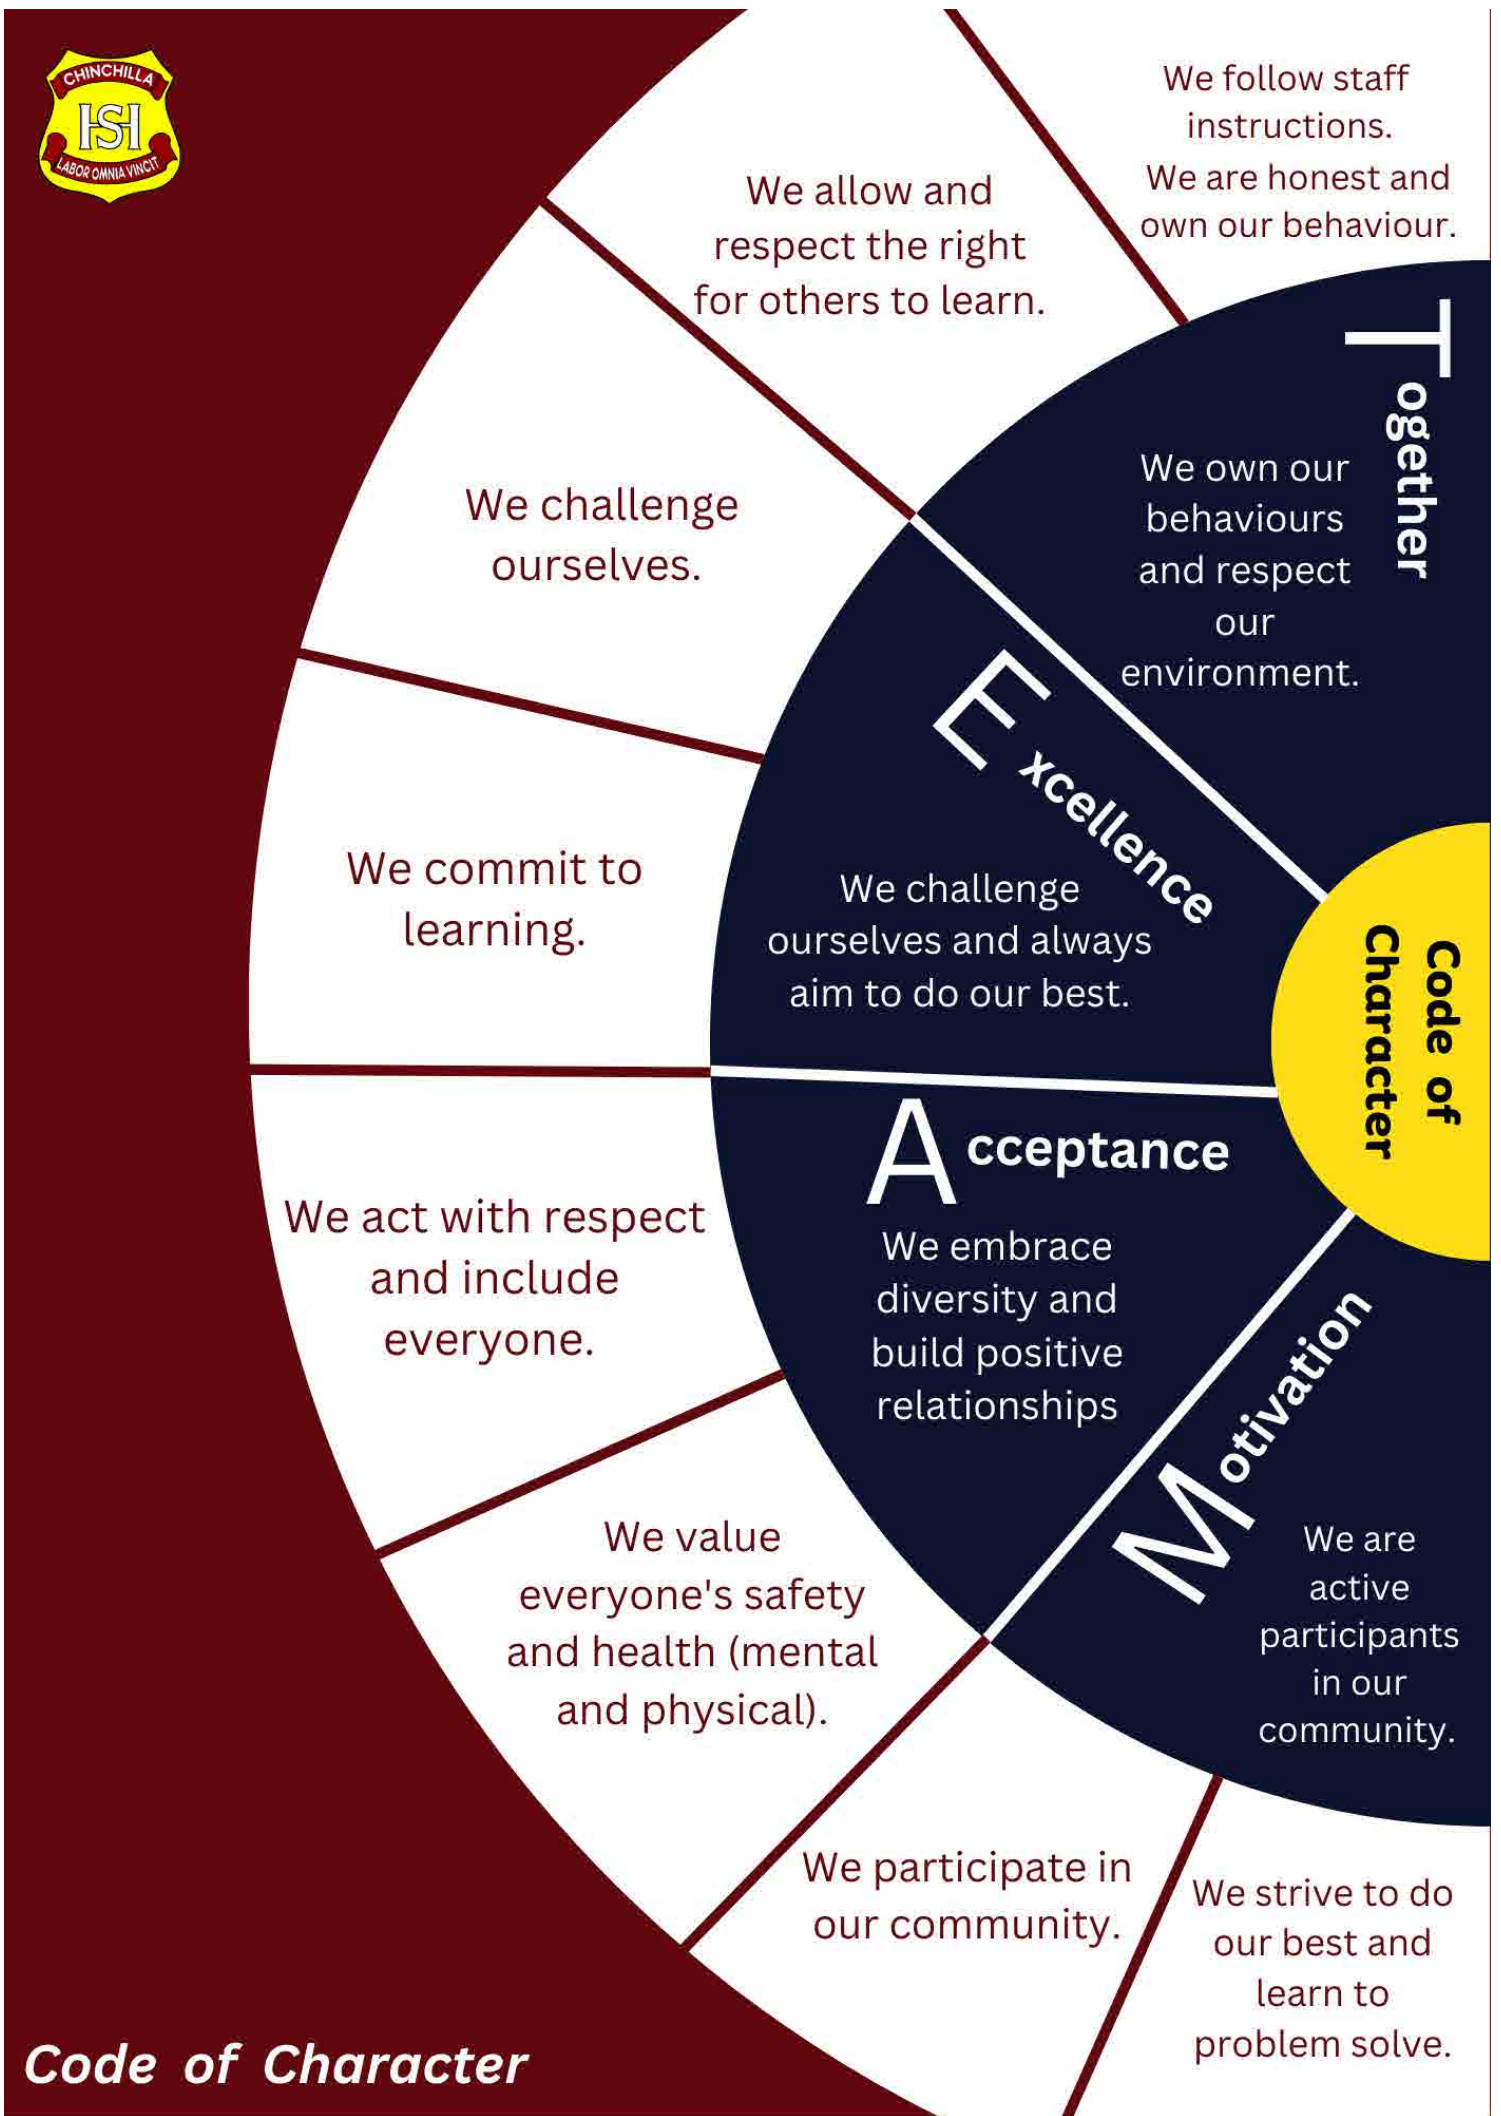 CHINCHILLA
HSH
LABOR OMNIA VINCIT
We follow staff
instructions.
We are honest and
own our behaviour.
We allow and
respect the right
for others to learn.
We challenge
ourselves.
We commit to
learning.
We act with respect
and include
everyone.
We value
everyone's safety
and health (mental
and physical).
We participate in
our community.
We strive to do
our best and
learn to
problem solve.
Together
We own our
behaviours
and respect
our
environment.
Excellence
We challenge
ourselves and always
aim to do our best.
Acceptance
We embrace
diversity and
build positive
relationships
Motivation
We are
active
participants
in our
community.
Code of
Character
Code of Character